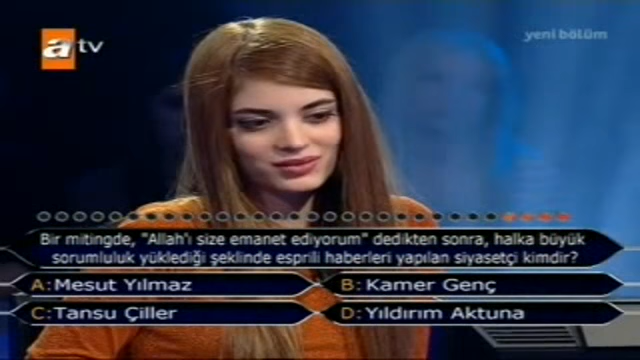 atv
yeni bölüm
Bir mitingde, "Allah'ı size emanet ediyorum" dedikten sonra, halka büyük
sorumluluk yüklediği şeklinde esprili haberleri yapılan siyasetçi kimdir?
A: Mesut Yılmaz
B: Kamer Genç
C: Tansu Çiller
D: Yıldırım Aktuna